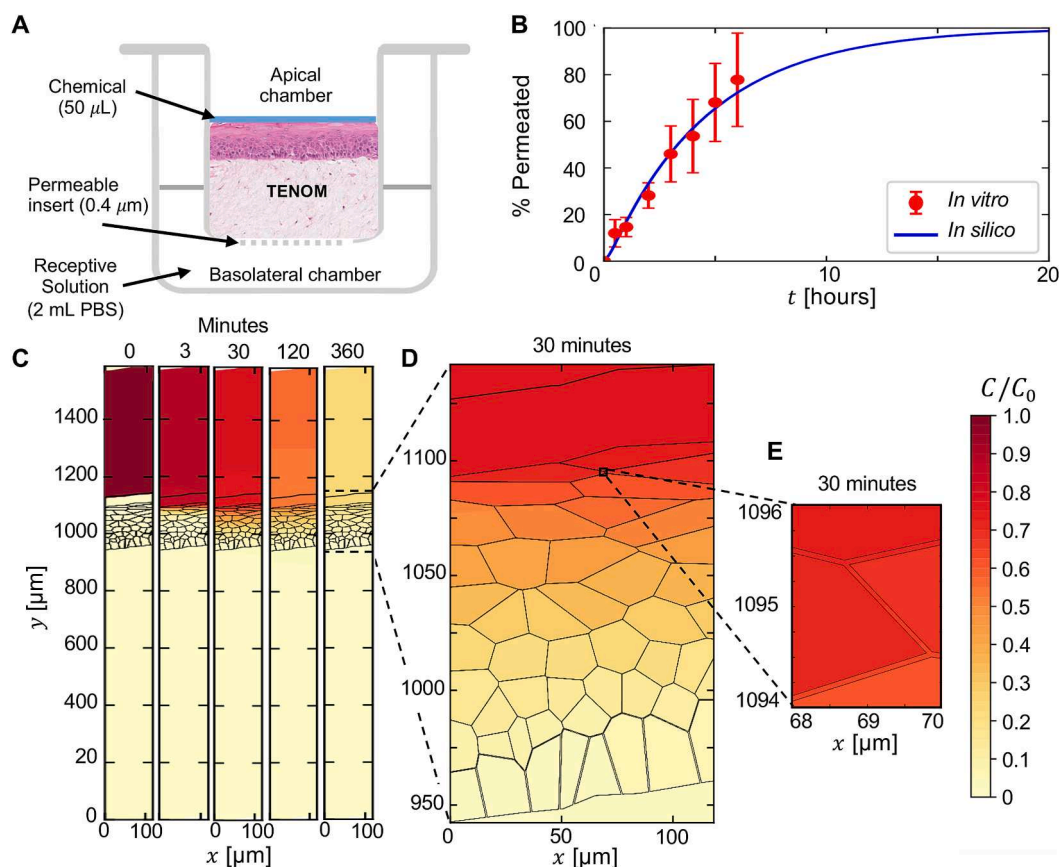 A
Chemical
(50 μL)
Apical
chamber
TENOM
Permeable
insert (0.4 μm)
Receptive
Solution
(2 mL PBS)
Basolateral chamber
B
% Permeated
100
80
60
40
20
0
0
10
20
t [hours]
In vitro
In silico
C
Minutes
0
3
30
120
360
y [μm]
1400
1200
1000
800
600
400
20
0
0 100
0 100
0 100
0 100
0 100
x [μm]
D
30 minutes
1100
1050
1000
950
0
50
100
x [μm]
E
30 minutes
1096
1095
1094
68
69
70
x [μm]
C/C₀
1.0
0.9
0.8
0.7
0.6
0.5
0.4
0.3
0.2
0.1
0